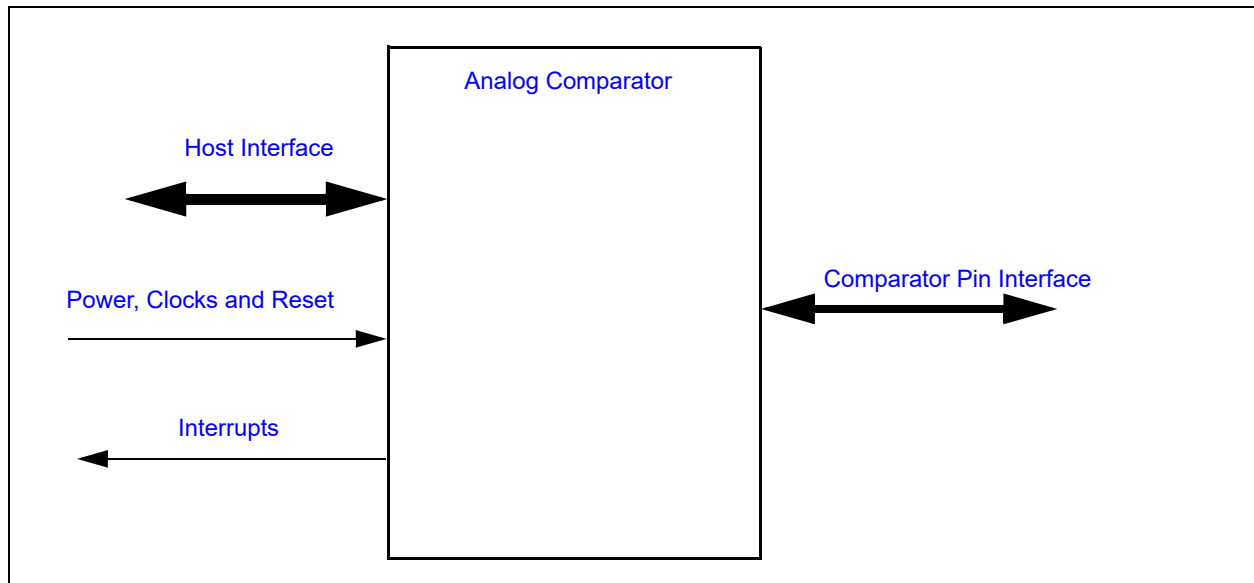 Analog Comparator
Host Interface
Power, Clocks and Reset
Interrupts
Comparator Pin Interface